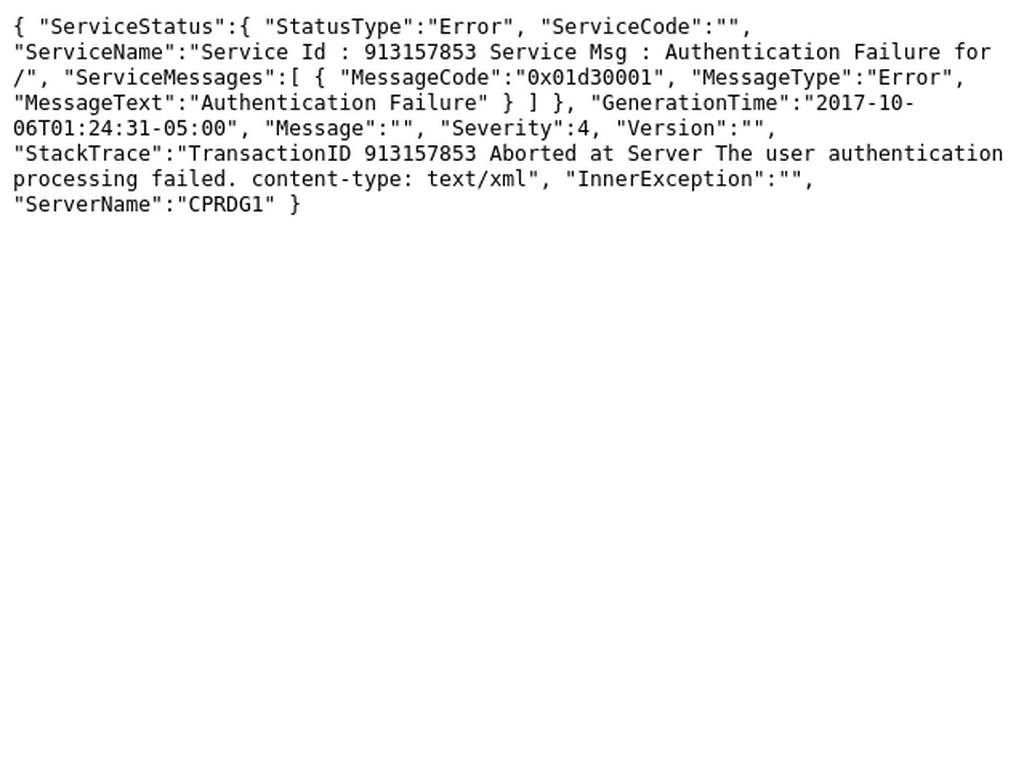 { "ServiceStatus":{ "StatusType":"Error", "ServiceCode":"",
"ServiceName":"Service Id : 913157853 Service Msg : Authentication Failure for
/", "ServiceMessages":[ { "MessageCode":"0x01d30001", "MessageType":"Error",
"MessageText":"Authentication Failure" } ] }, "GenerationTime":"2017-10-
06T01:24:31-05:00", "Message":"", "Severity":4, "Version":"",
"StackTrace":"TransactionID 913157853 Aborted at Server The user authentication
processing failed. content-type: text/xml", "InnerException":"",
"ServerName":"CPRDG1" }